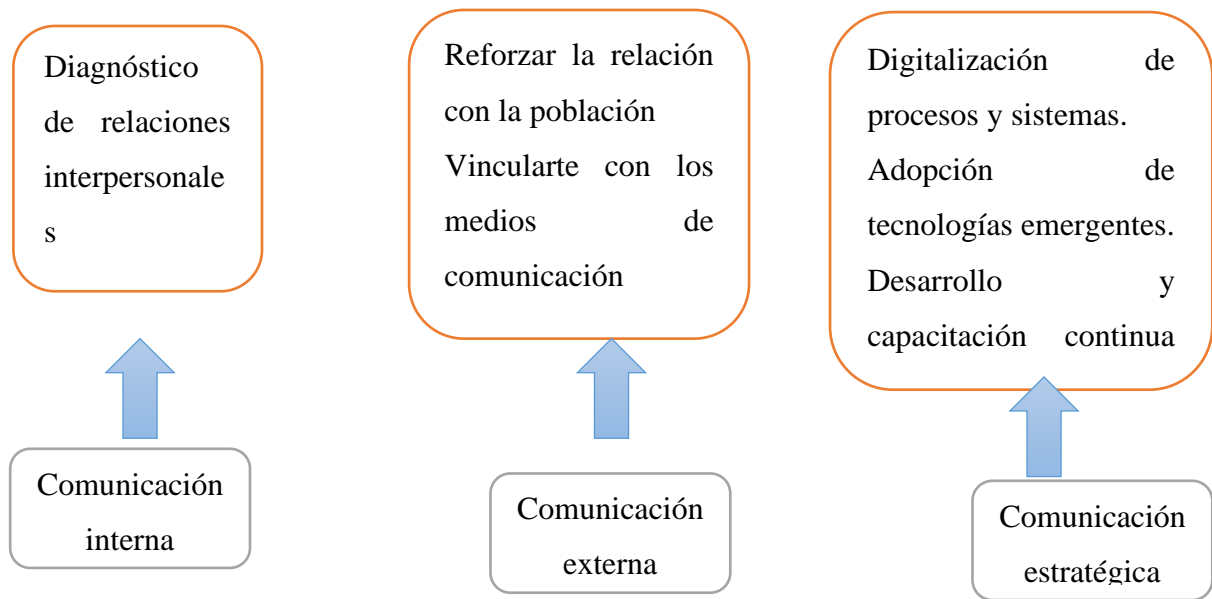 Diagnóstico
de relaciones
interpersonale
s
Reforzar la relación
con la población
Vincularte con los
medios de
comunicación
Digitalización de
procesos y sistemas.
Adopción de
tecnologías emergentes.
Desarrollo y
capacitación continua
Comunicación
interna
Comunicación
externa
Comunicación
estratégica